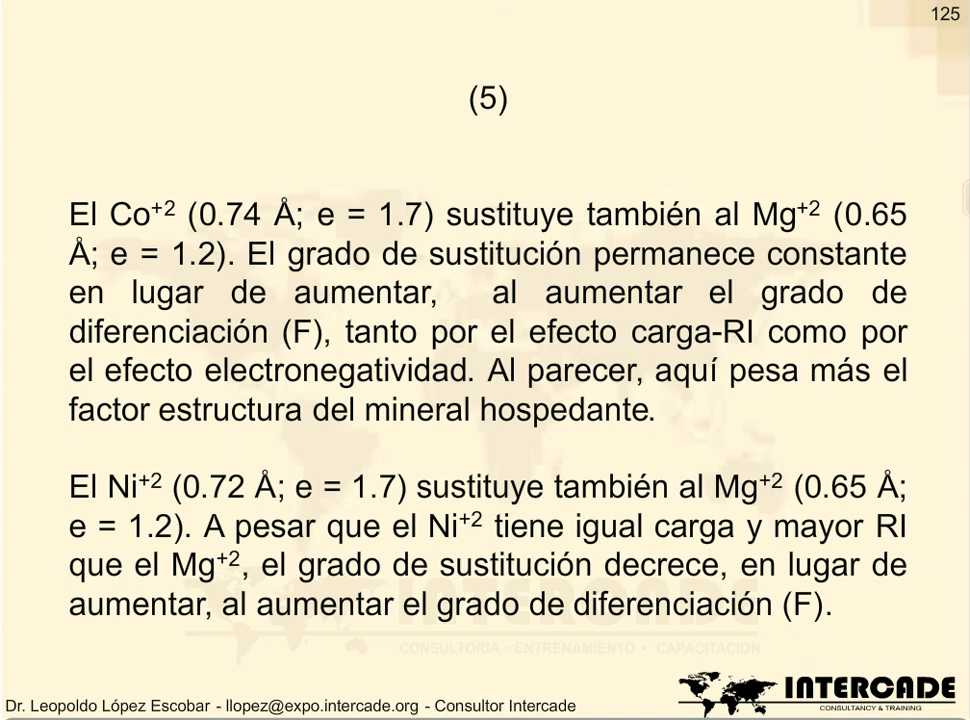 125
(5)
El Co+2 (0.74 Å; e = 1.7) sustituye también al Mg+2 (0.65
Å; e = 1.2). El grado de sustitución permanece constante
en lugar de aumentar, al aumentar el grado de
diferenciación (F), tanto por el efecto carga-RI como por
el efecto electronegatividad. Al parecer, aquí pesa más el
factor estructura del mineral hospedante.
El Ni+2 (0.72 Å; e = 1.7) sustituye también al Mg+2 (0.65 Å;
e = 1.2). A pesar que el Ni+2 tiene igual carga y mayor RI
que el Mg+2, el grado de sustitución decrece, en lugar de
aumentar, al aumentar el grado de diferenciación (F).
INTERCADE
CONSULTORIA • ENTRENAMIENTO • CAPACITACION
INTERCADE
CONSULTANCY & TRAINING
Dr. Leopoldo López Escobar - llopez@expo.intercade.org - Consultor Intercade